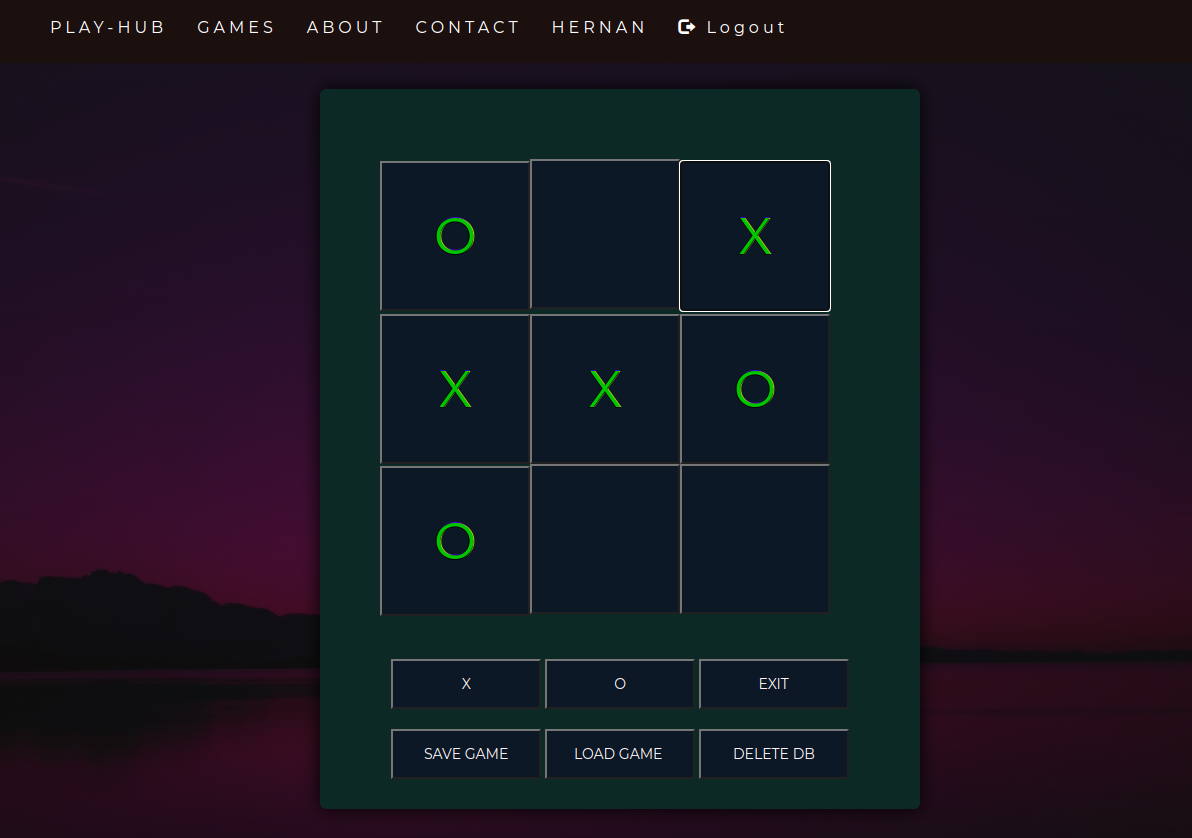 PLAY-HUB GAMES ABOUT CONTACT HERNAN Logout
O X
X X O
O
X O EXIT
SAVE GAME LOAD GAME DELETE DB